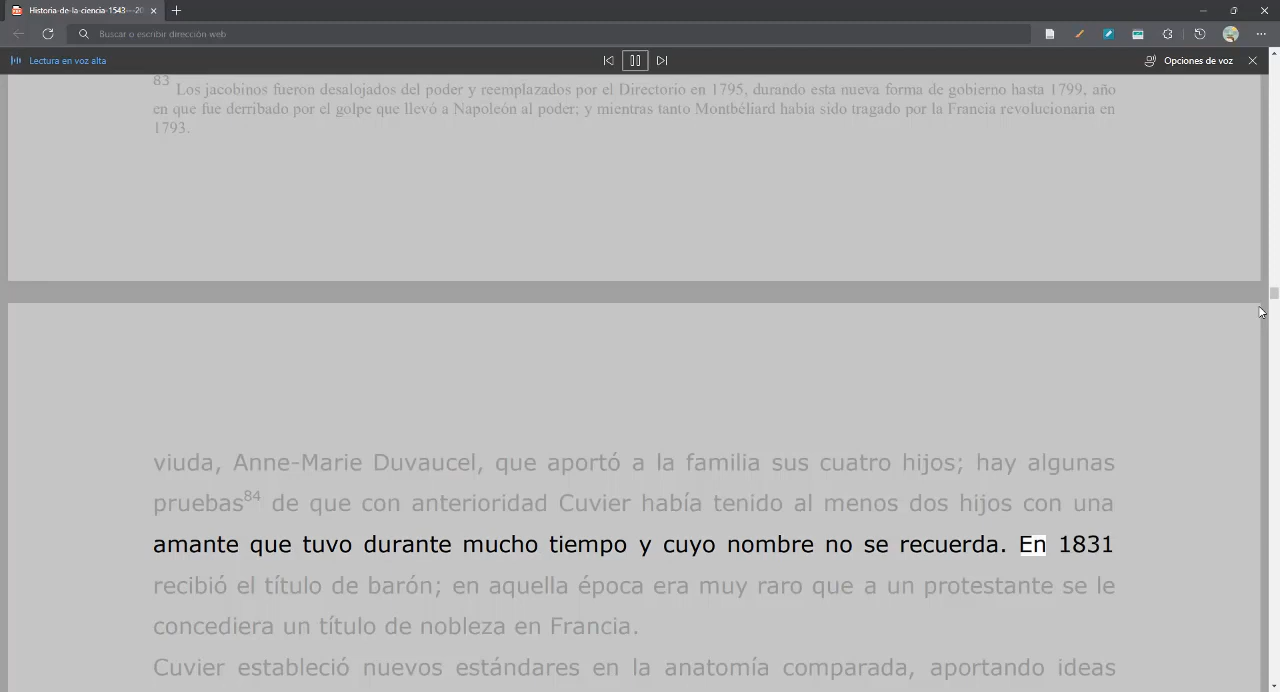 Historia-de-la-ciencia-1543---20
Buscar o escribir dirección web
Lectura en voz alta
Opciones de voz
83 Los jacobinos fueron desalojados del poder y reemplazados por el Directorio en 1795, durando esta nueva forma de gobierno hasta 1799, año
en que fue derribado por el golpe que llevó a Napoleón al poder; y mientras tanto Montbéliard había sido tragado por la Francia revolucionaria en
1793.
viuda, Anne-Marie Duvaucel, que aportó a la familia sus cuatro hijos; hay algunas
pruebas84 de que con anterioridad Cuvier había tenido al menos dos hijos con una
amante que tuvo durante mucho tiempo y cuyo nombre no se recuerda. En 1831
recibió el título de barón; en aquella época era muy raro que a un protestante se le
concediera un título de nobleza en Francia.
Cuvier estableció nuevos estándares en la anatomía comparada, aportando ideas